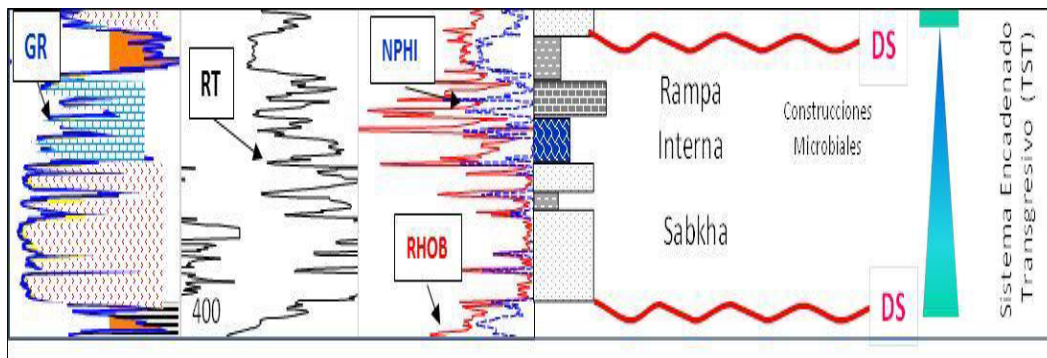 GR
RT
NPHI
DS
Rampa
Interna
Construcciones
Microbiales
RHOB
Sabkha
400
DS
Sistema Encadenado
Transgresivo (TST)